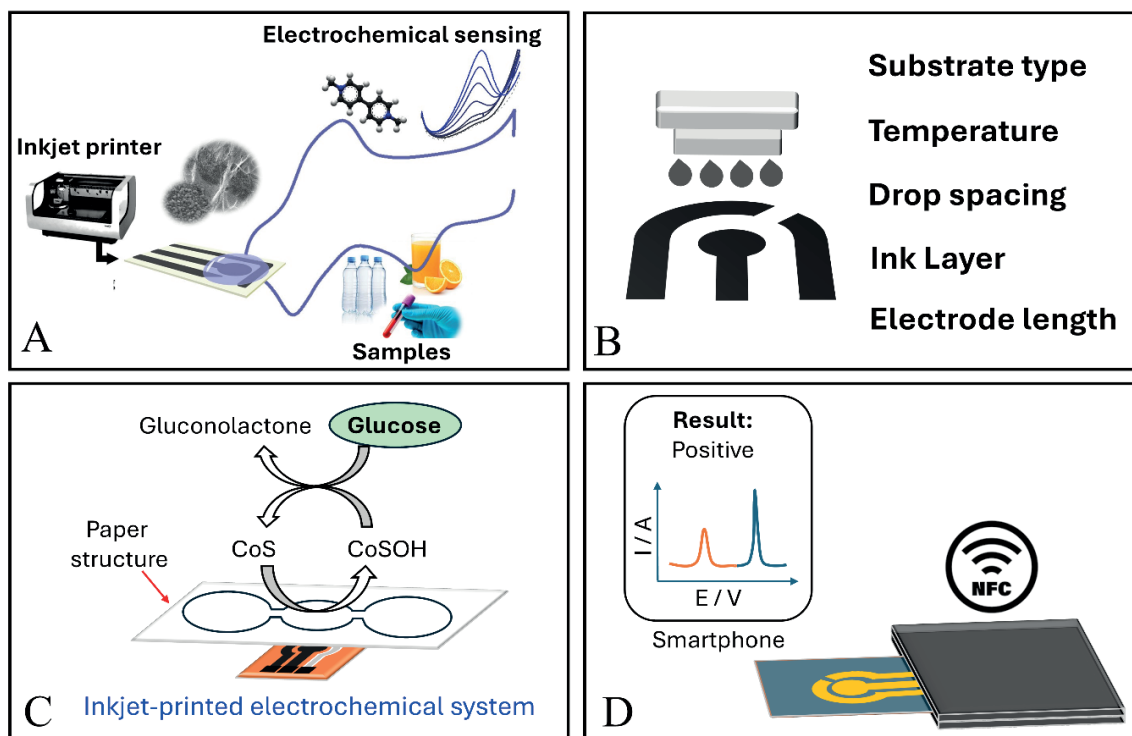 Electrochemical sensing
Inkjet printer
Samples
A
Substrate type
Temperature
Drop spacing
Ink Layer
Electrode length
B
Gluconolactone
Glucose
Paper
structure
CoS
CoSOH
C
Inkjet-printed electrochemical system
Result:
Positive
I / A
E / V
Smartphone
NFC
D